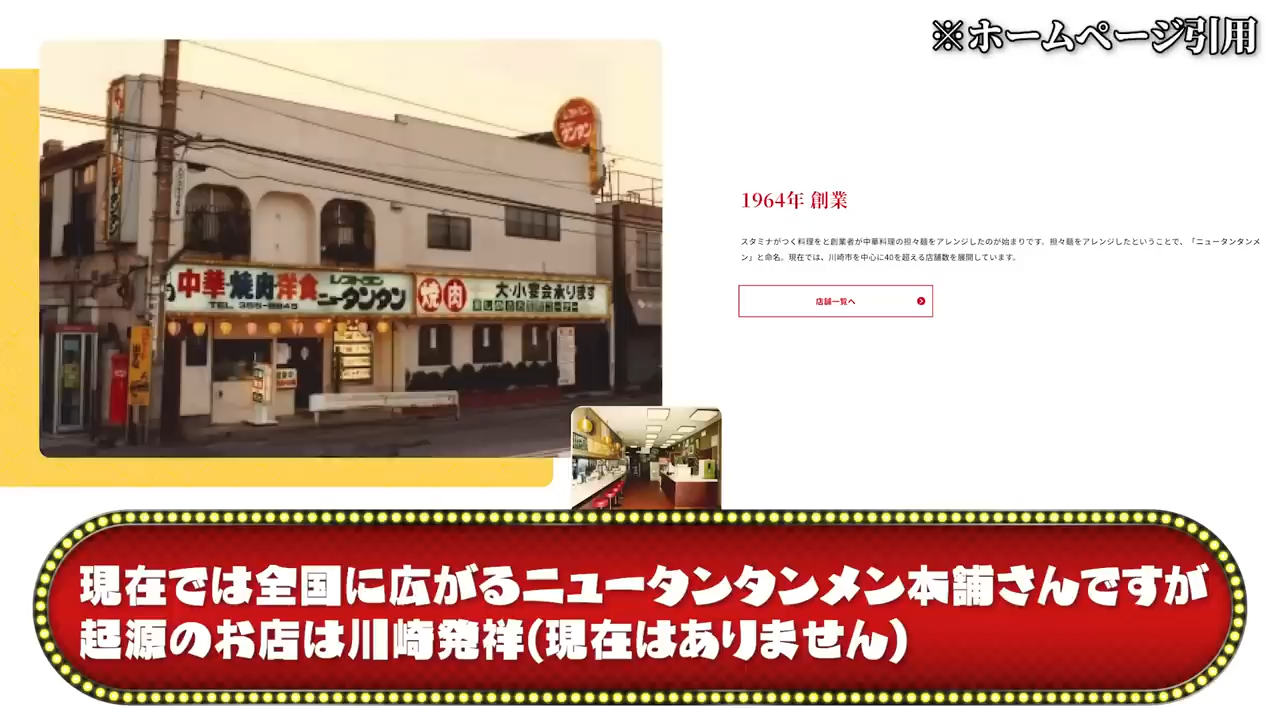 ※ホームページ引用
中華・焼肉・洋食
レストラン
ニュータンタン
TEL. 355-8845
焼肉
大・小宴会承ります
タンタン
1964年 創業
スタミナがつく料理をと創業者が中華料理の担々麺をアレンジしたのが始まりです。担々麺をアレンジしたということで、「ニュータンタンメ
ン」と命名。現在では、川崎市を中心に40を超える店舗数を展開しています。
店舗一覧へ
現在では全国に広がるニュータンタンメン本舗さんですが
起源のお店は川崎発祥(現在はありません)